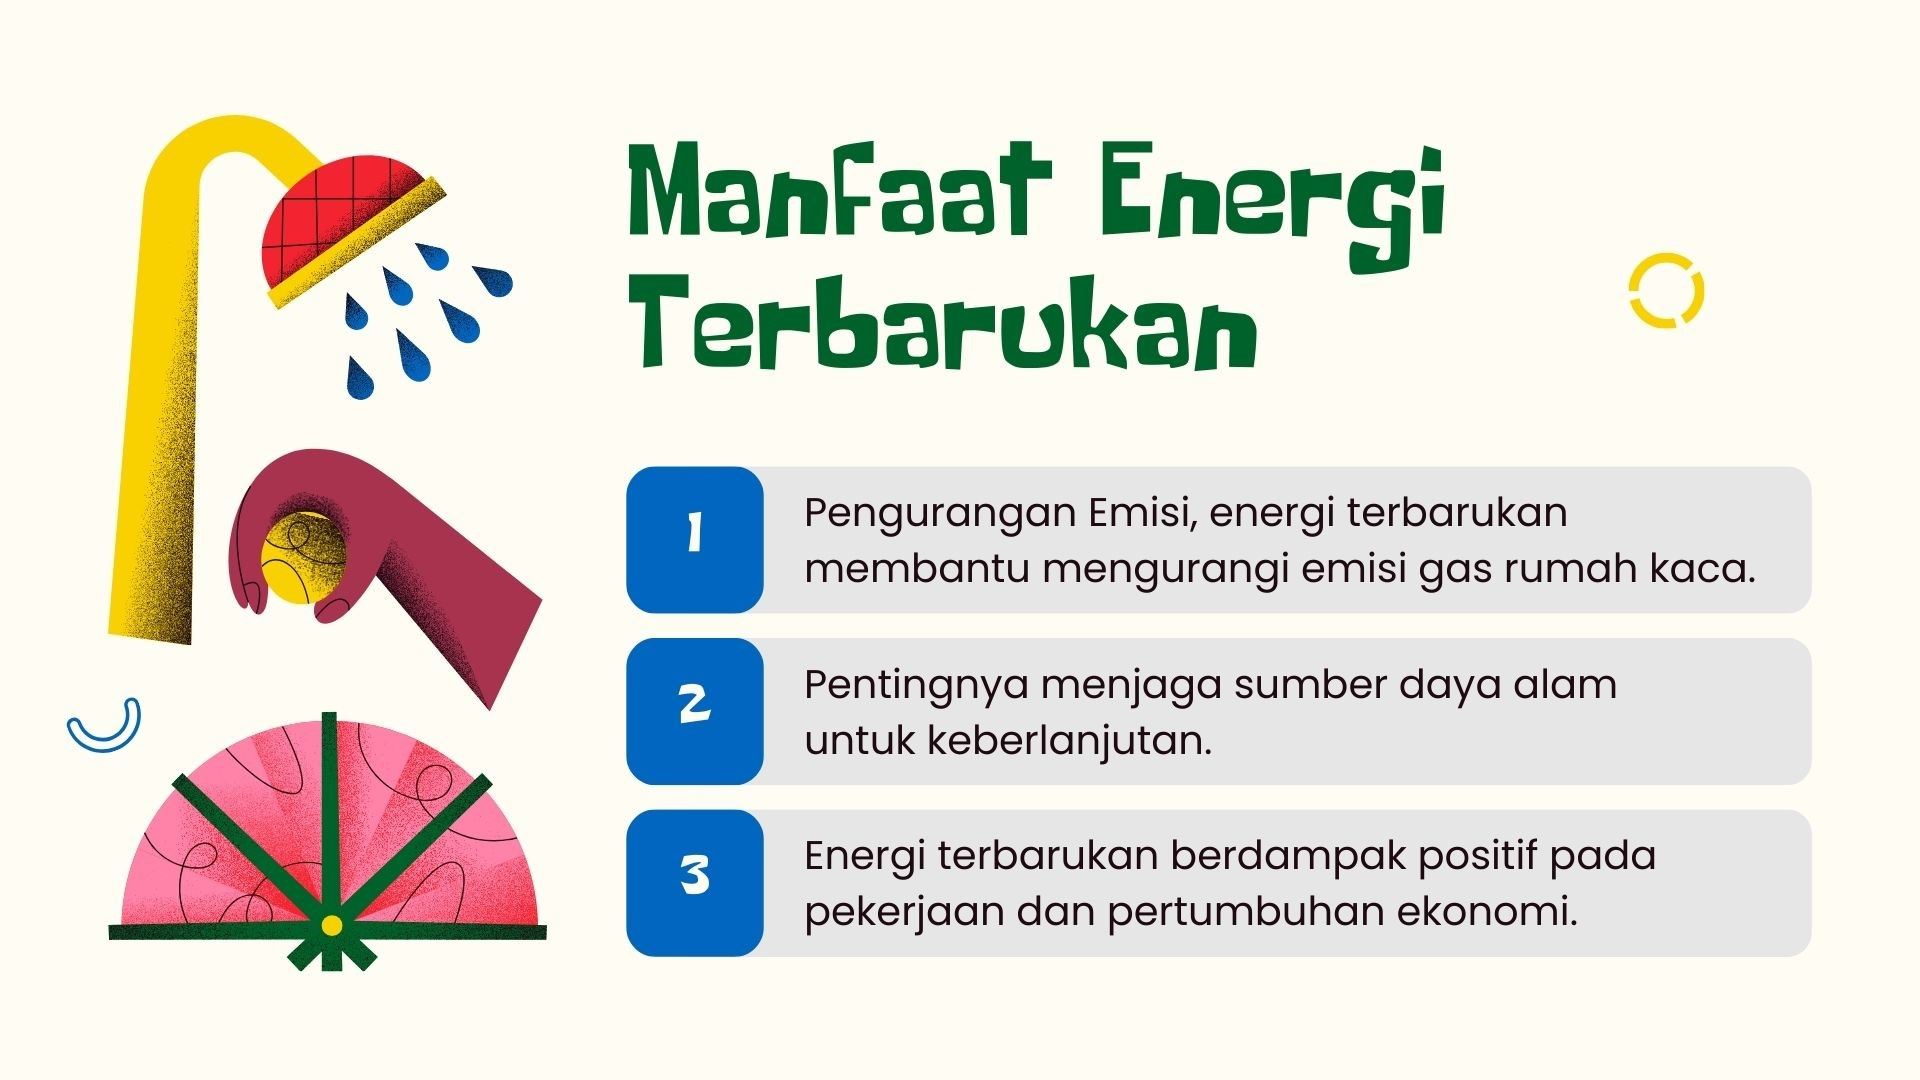 Manfaat Energi
Terbarukan
1
Pengurangan Emisi, energi terbarukan
membantu mengurangi emisi gas rumah kaca.
2
Pentingnya menjaga sumber daya alam
untuk keberlanjutan.
3
Energi terbarukan berdampak positif pada
pekerjaan dan pertumbuhan ekonomi.